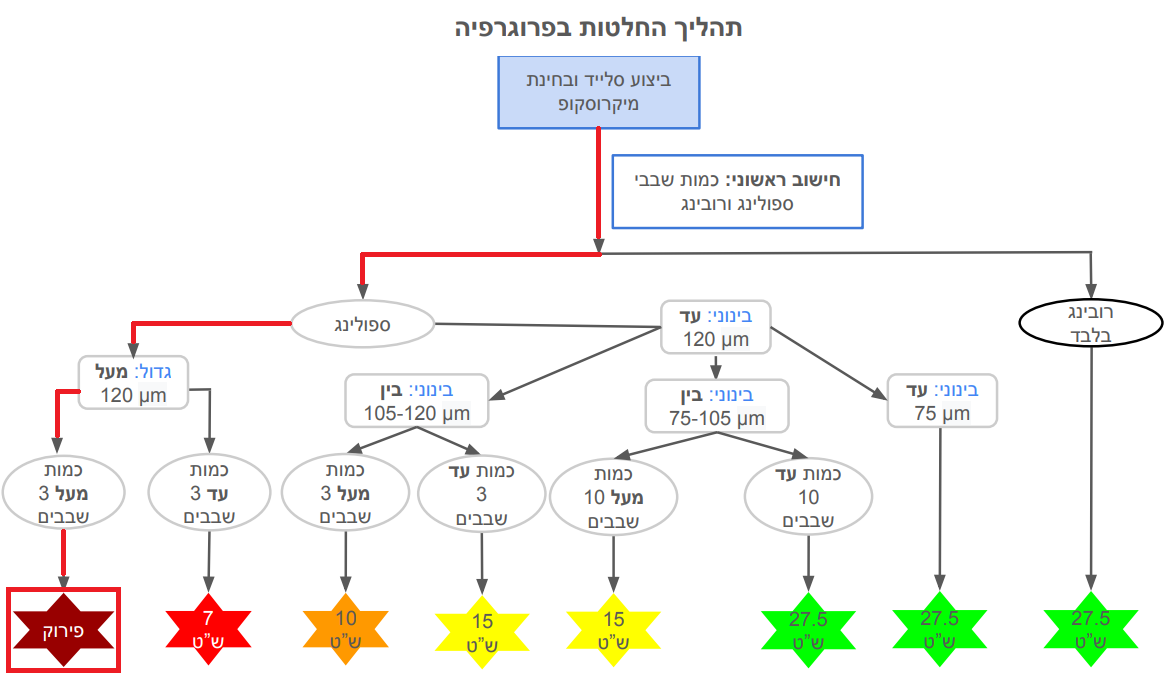 תהליך החלטות בפרוגרפיה
ביצוע סלייד ובחינת
מיקרוסקופ
חישוב ראשוני: כמות שבבי
ספולינג ורובינג
רובינג
בלבד
בינוני: עד
120 µm
ספולינג
גדול: מעל
120 µm
בינוני: בין
105-120 µm
בינוני: בין
75-105 µm
בינוני: עד
75 µm
כמות
מעל 3
שבבים
כמות
עד 3
שבבים
כמות
מעל 3
שבבים
כמות עד
3
שבבים
כמות
מעל 10
שבבים
כמות עד
10
שבבים
פירוק
7
ש"ט
10
ש"ט
15
ש"ט
15
ש"ט
27.5
ש"ט
27.5
ש"ט
27.5
ש"ט